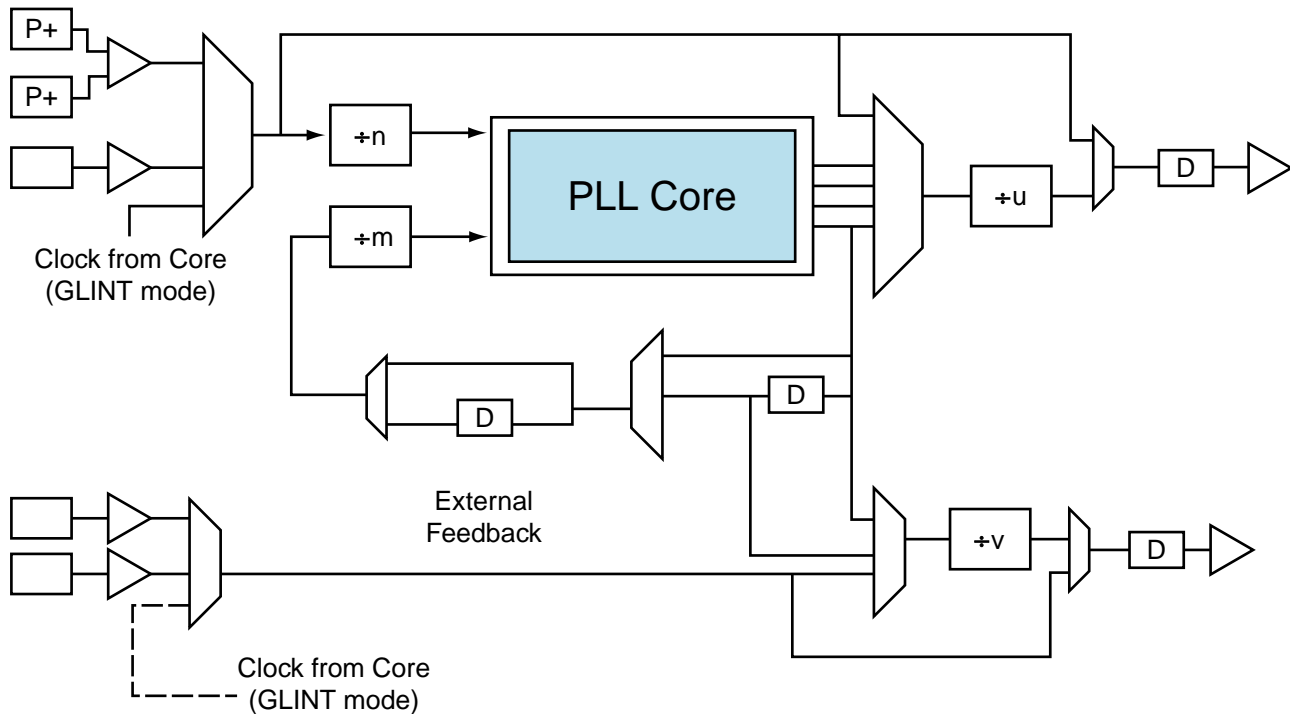 P+
P+
÷n
PLL Core
÷u
D
÷m
Clock from Core
(GLINT mode)
D
D
External
Feedback
÷v
D
Clock from Core
(GLINT mode)